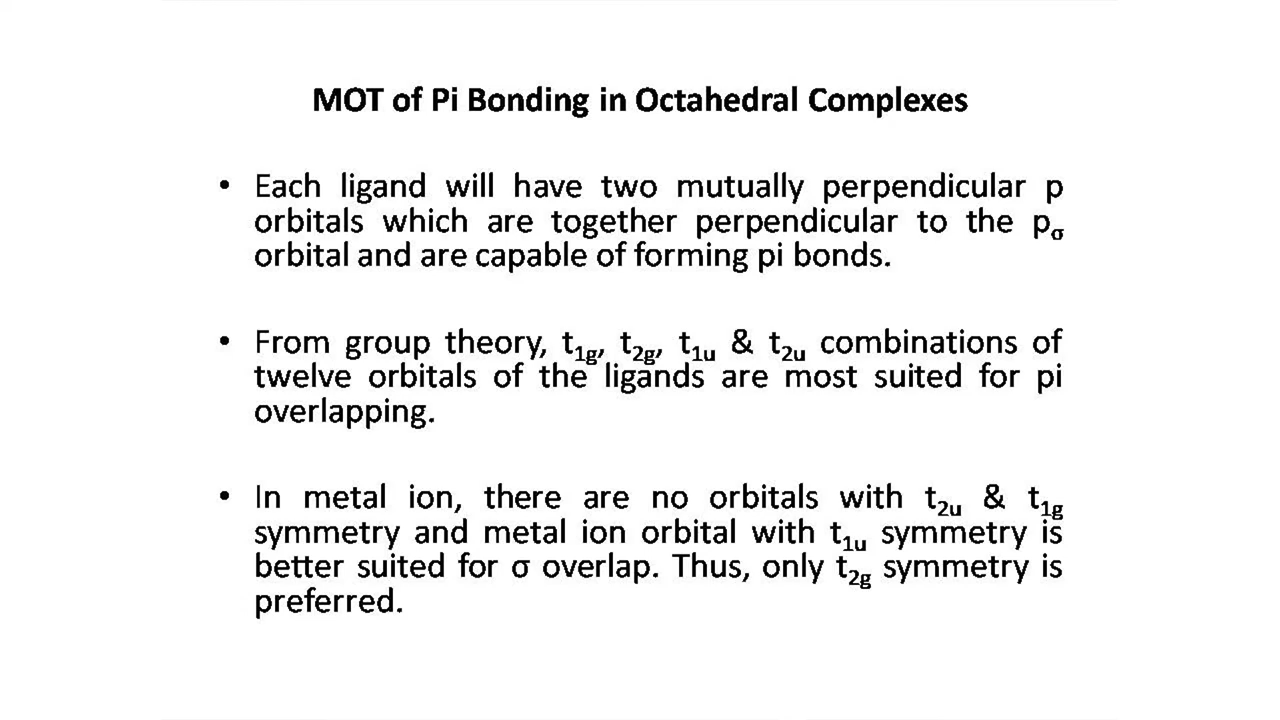 MOT of Pi Bonding in Octahedral Complexes
• Each ligand will have two mutually perpendicular p
orbitals which are together perpendicular to the pσ
orbital and are capable of forming pi bonds.
• From group theory, t1g, t2g, t1u & t2u combinations of
twelve orbitals of the ligands are most suited for pi
overlapping.
• In metal ion, there are no orbitals with t2u & t1g
symmetry and metal ion orbital with t1u symmetry is
better suited for σ overlap. Thus, only t2g symmetry is
preferred.